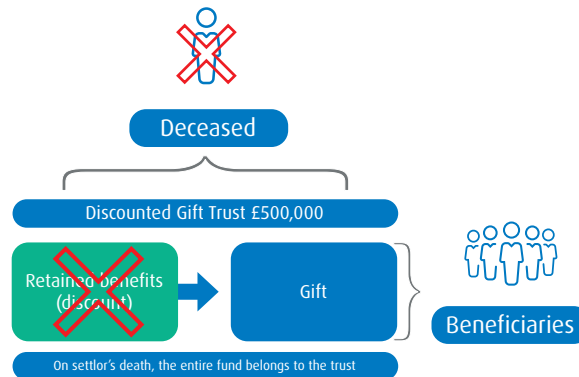 Deceased
Discounted Gift Trust £500,000
Retained benefits
(discount)
Gift
Beneficiaries
On settlor's death, the entire fund belongs to the trust